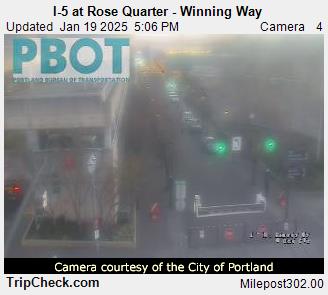 I-5 at Rose Quarter - Winning Way
Updated Jan 19 2025 5:06 PM Camera 4
PBOT
PORTLAND BUREAU OF TRANSPORTATION
Camera courtesy of the City of Portland
TripCheck.com Milepost302.00